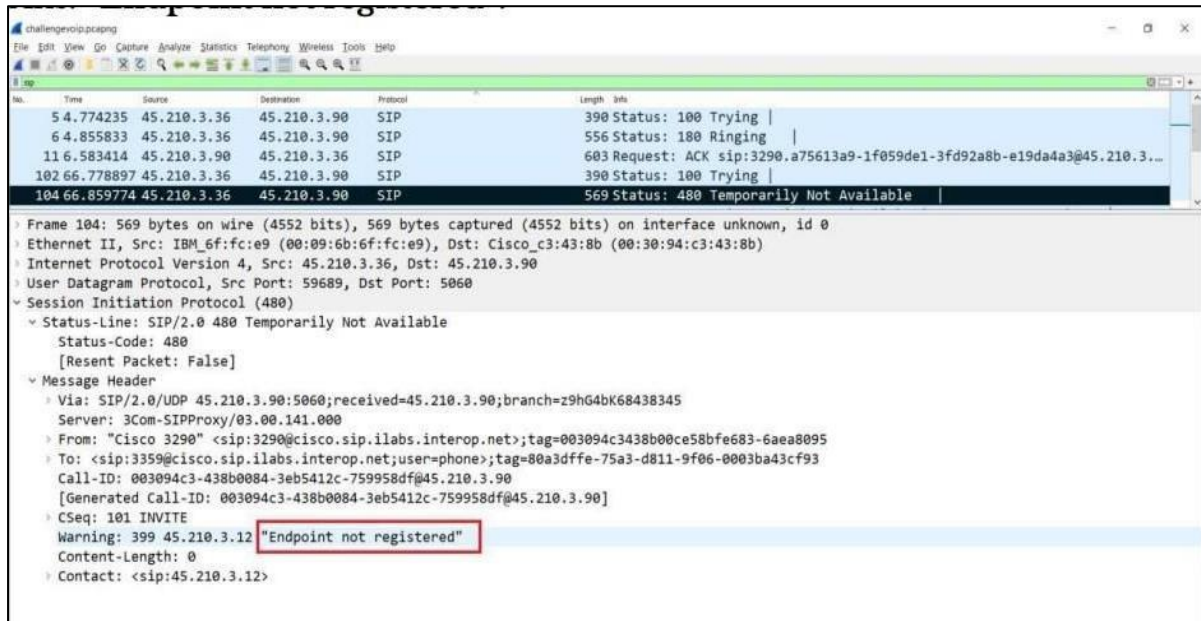 "Endpoint not registered".
challengevoip.pcapng
File Edit View Go Capture Analyze Statistics Telephony Wireless Tools Help
sip
No. Time Source Destination Protocol Length Info
5 4.774235 45.210.3.36 45.210.3.90 SIP 390 Status: 100 Trying |
6 4.855833 45.210.3.36 45.210.3.90 SIP 556 Status: 180 Ringing |
11 6.583414 45.210.3.90 45.210.3.36 SIP 603 Request: ACK sip:3290.a75613a9-1f059de1-3fd92a8b-e19da4a3@45.210.3...
102 66.778897 45.210.3.36 45.210.3.90 SIP 390 Status: 100 Trying |
104 66.859774 45.210.3.36 45.210.3.90 SIP 569 Status: 480 Temporarily Not Available |
Frame 104: 569 bytes on wire (4552 bits), 569 bytes captured (4552 bits) on interface unknown, id 0
Ethernet II, Src: IBM_6f:fc:e9 (00:09:6b:6f:fc:e9), Dst: Cisco_c3:43:8b (00:30:94:c3:43:8b)
Internet Protocol Version 4, Src: 45.210.3.36, Dst: 45.210.3.90
User Datagram Protocol, Src Port: 59689, Dst Port: 5060
Session Initiation Protocol (480)
Status-Line: SIP/2.0 480 Temporarily Not Available
Status-Code: 480
[Resent Packet: False]
Message Header
Via: SIP/2.0/UDP 45.210.3.90:5060;received=45.210.3.90;branch=z9hG4bK68438345
Server: 3Com-SIPProxy/03.00.141.000
From: "Cisco 3290" <sip:3290@cisco.sip.ilabs.interop.net>;tag=003094c3438b00ce58bfe683-6aea8095
To: <sip:3359@cisco.sip.ilabs.interop.net;user=phone>;tag=80a3dffe-75a3-d811-9f06-0003ba43cf93
Call-ID: 003094c3-438b0084-3eb5412c-759958df@45.210.3.90
[Generated Call-ID: 003094c3-438b0084-3eb5412c-759958df@45.210.3.90]
CSeq: 101 INVITE
Warning: 399 45.210.3.12 "Endpoint not registered"
Content-Length: 0
Contact: <sip:45.210.3.12>